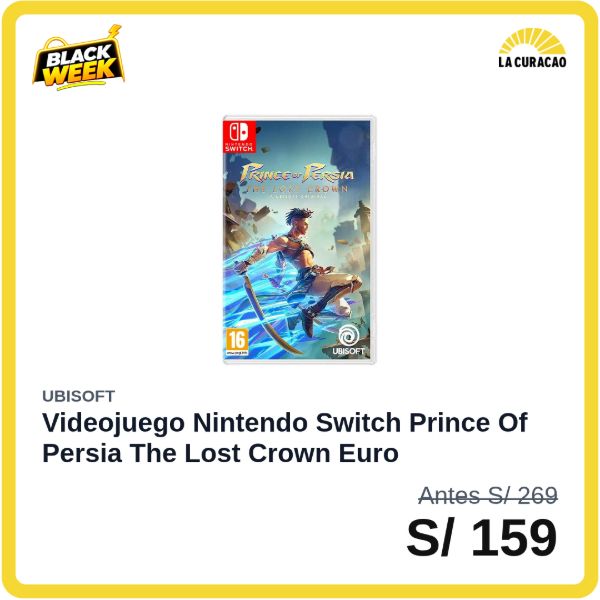 BLACK
WEEK
LA CURACAO
NINTENDO
SWITCH
PRINCE OF PERSIA
THE LOST CROWN
16
UBISOFT
UBISOFT
Videojuego Nintendo Switch Prince Of
Persia The Lost Crown Euro
Antes S/ 269
S/ 159